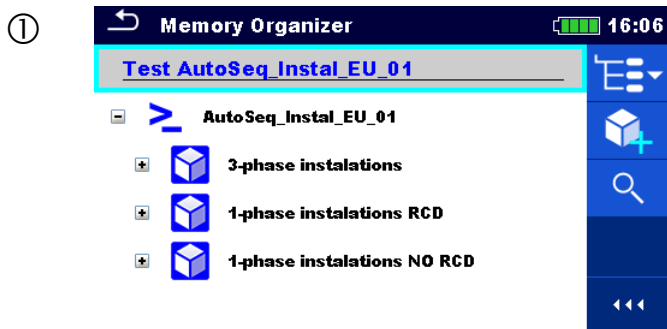 ①
Memory Organizer 16:06
Test AutoSeq_Instal_EU_01
AutoSeq_Instal_EU_01
3-phase instalations
1-phase instalations RCD
1-phase instalations NO RCD